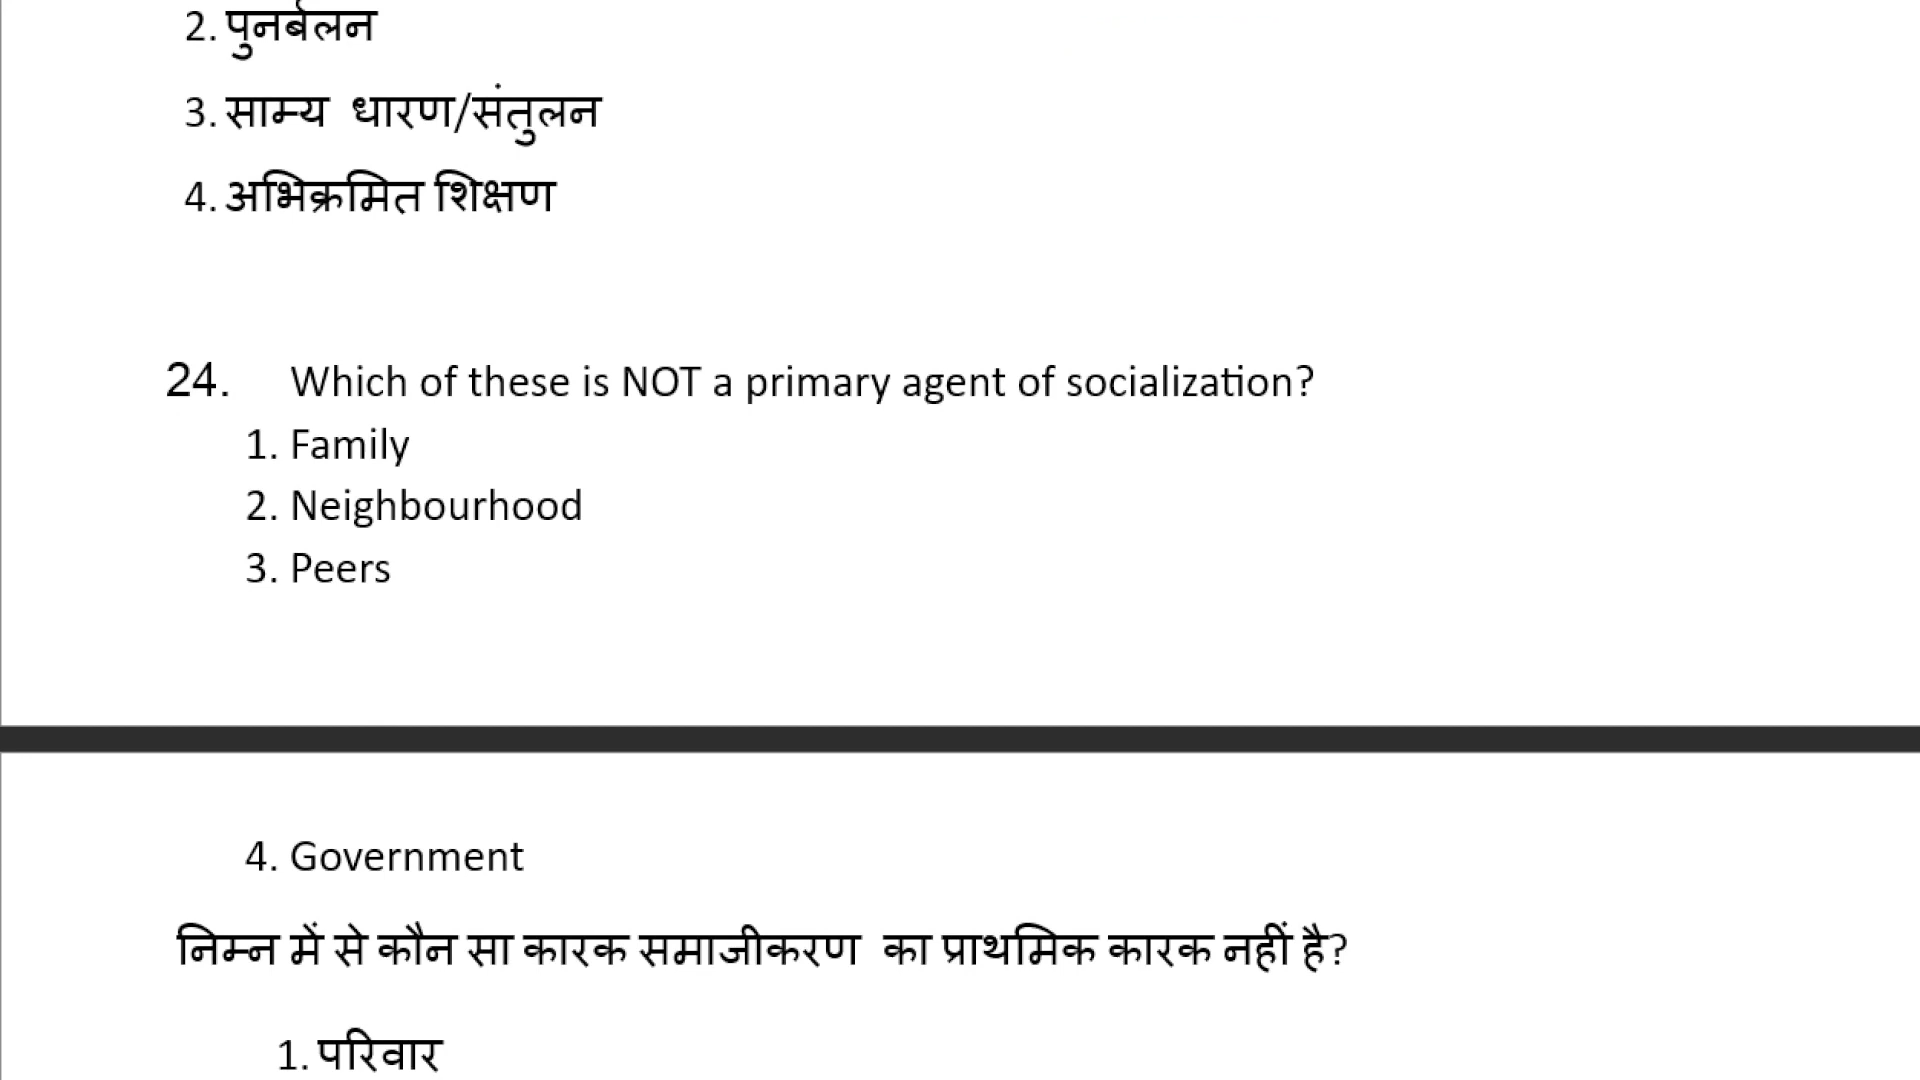 2. पुनर्बलन
3. साम्य धारण/संतुलन
4. अभिक्रमित शिक्षण
24. Which of these is NOT a primary agent of socialization?
1. Family
2. Neighbourhood
3. Peers
4. Government
निम्न में से कौन सा कारक समाजीकरण का प्राथमिक कारक नहीं है?
1. परिवार